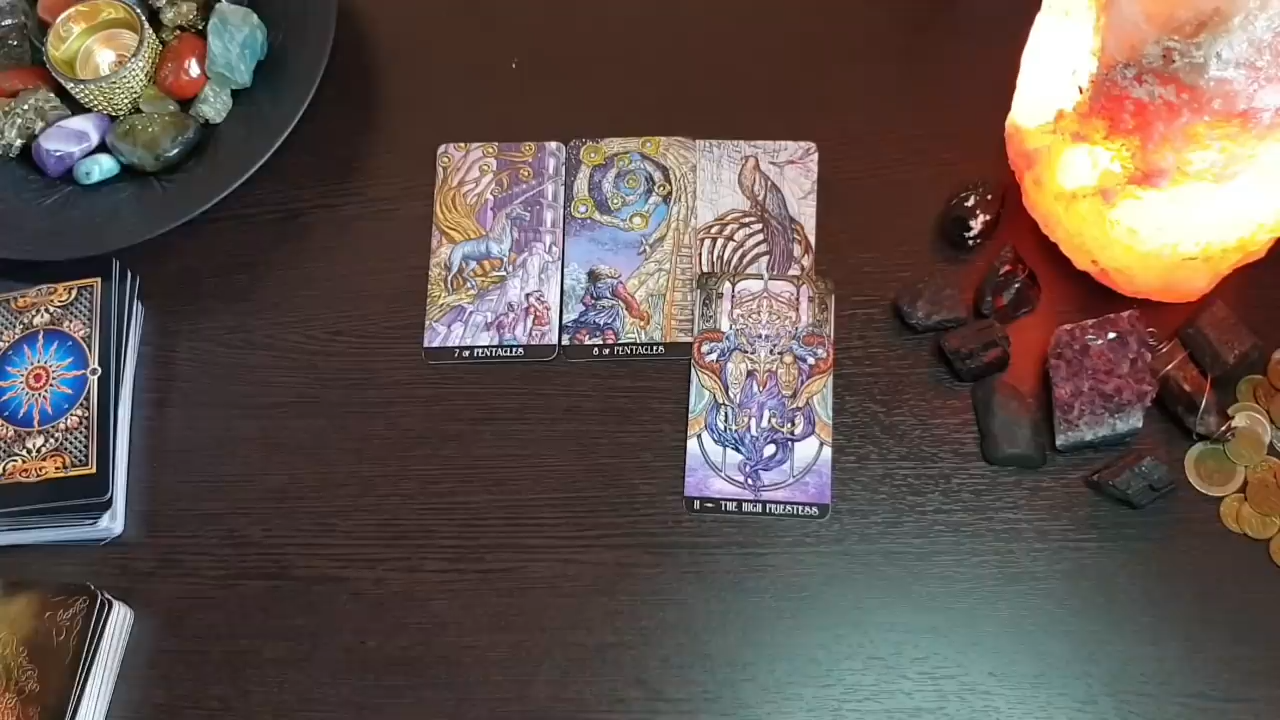 7 OF PENTACLES
8 OF PENTACLES
II THE HIGH PRIESTESS